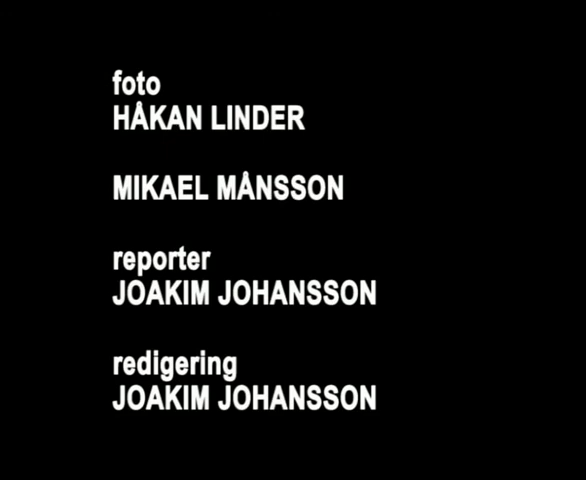 foto
HÅKAN LINDER
MIKAEL MÅNSSON
reporter
JOAKIM JOHANSSON
redigering
JOAKIM JOHANSSON